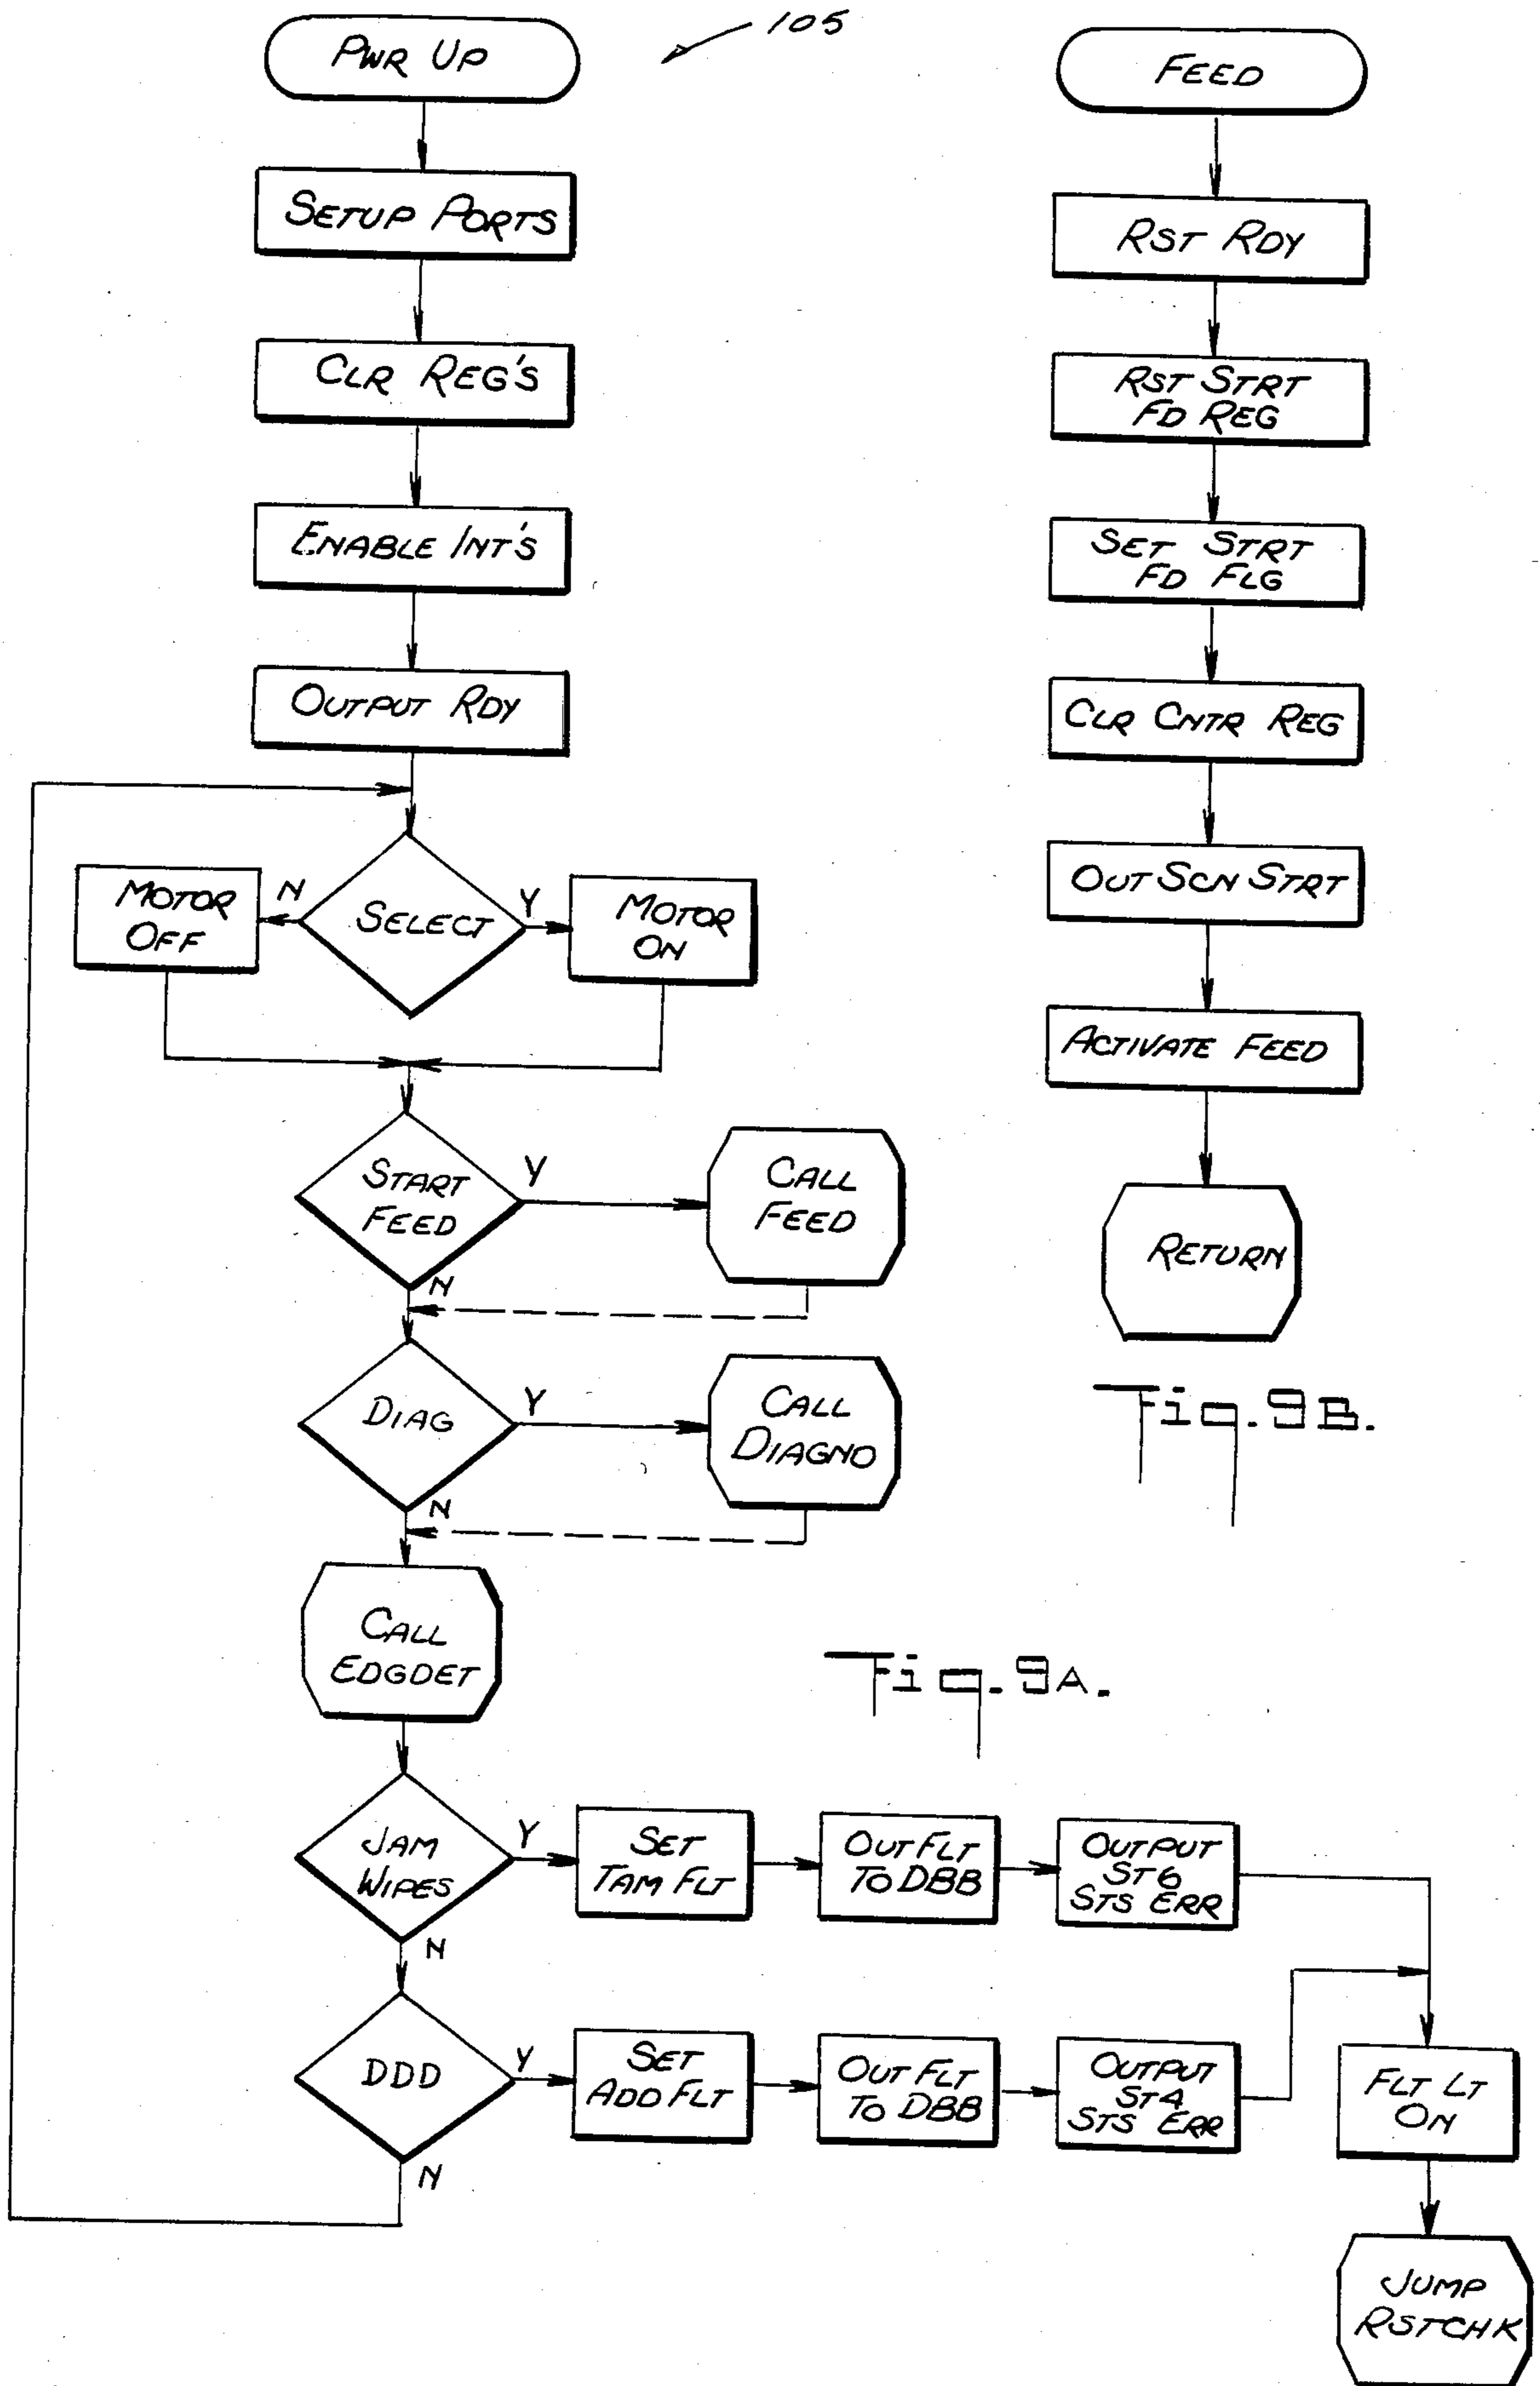 105
PWR UP
SETUP PORTS
CLR REG'S
ENABLE INT'S
OUTPUT RDY
SELECT
N
Y
MOTOR
OFF
MOTOR
ON
START
FEED
Y
N
CALL
FEED
DIAG
Y
N
CALL
DIAGNO
CALL
EDGDET
JAM
WIPES
Y
N
SET
TAM FLT
OUT FLT
TO DBB
OUTPUT
ST6
STS ERR
DDD
Y
N
SET
ADD FLT
OUT FLT
TO DBB
OUTPUT
ST4
STS ERR
FLT LT
ON
JUMP
RSTCHK
Fig. 9A.
FEED
RST RDY
RST STRT
FD REG
SET STRT
FD FLG
CLR CNTR REG
OUT SCN STRT
ACTIVATE FEED
RETURN
Fig. 9B.